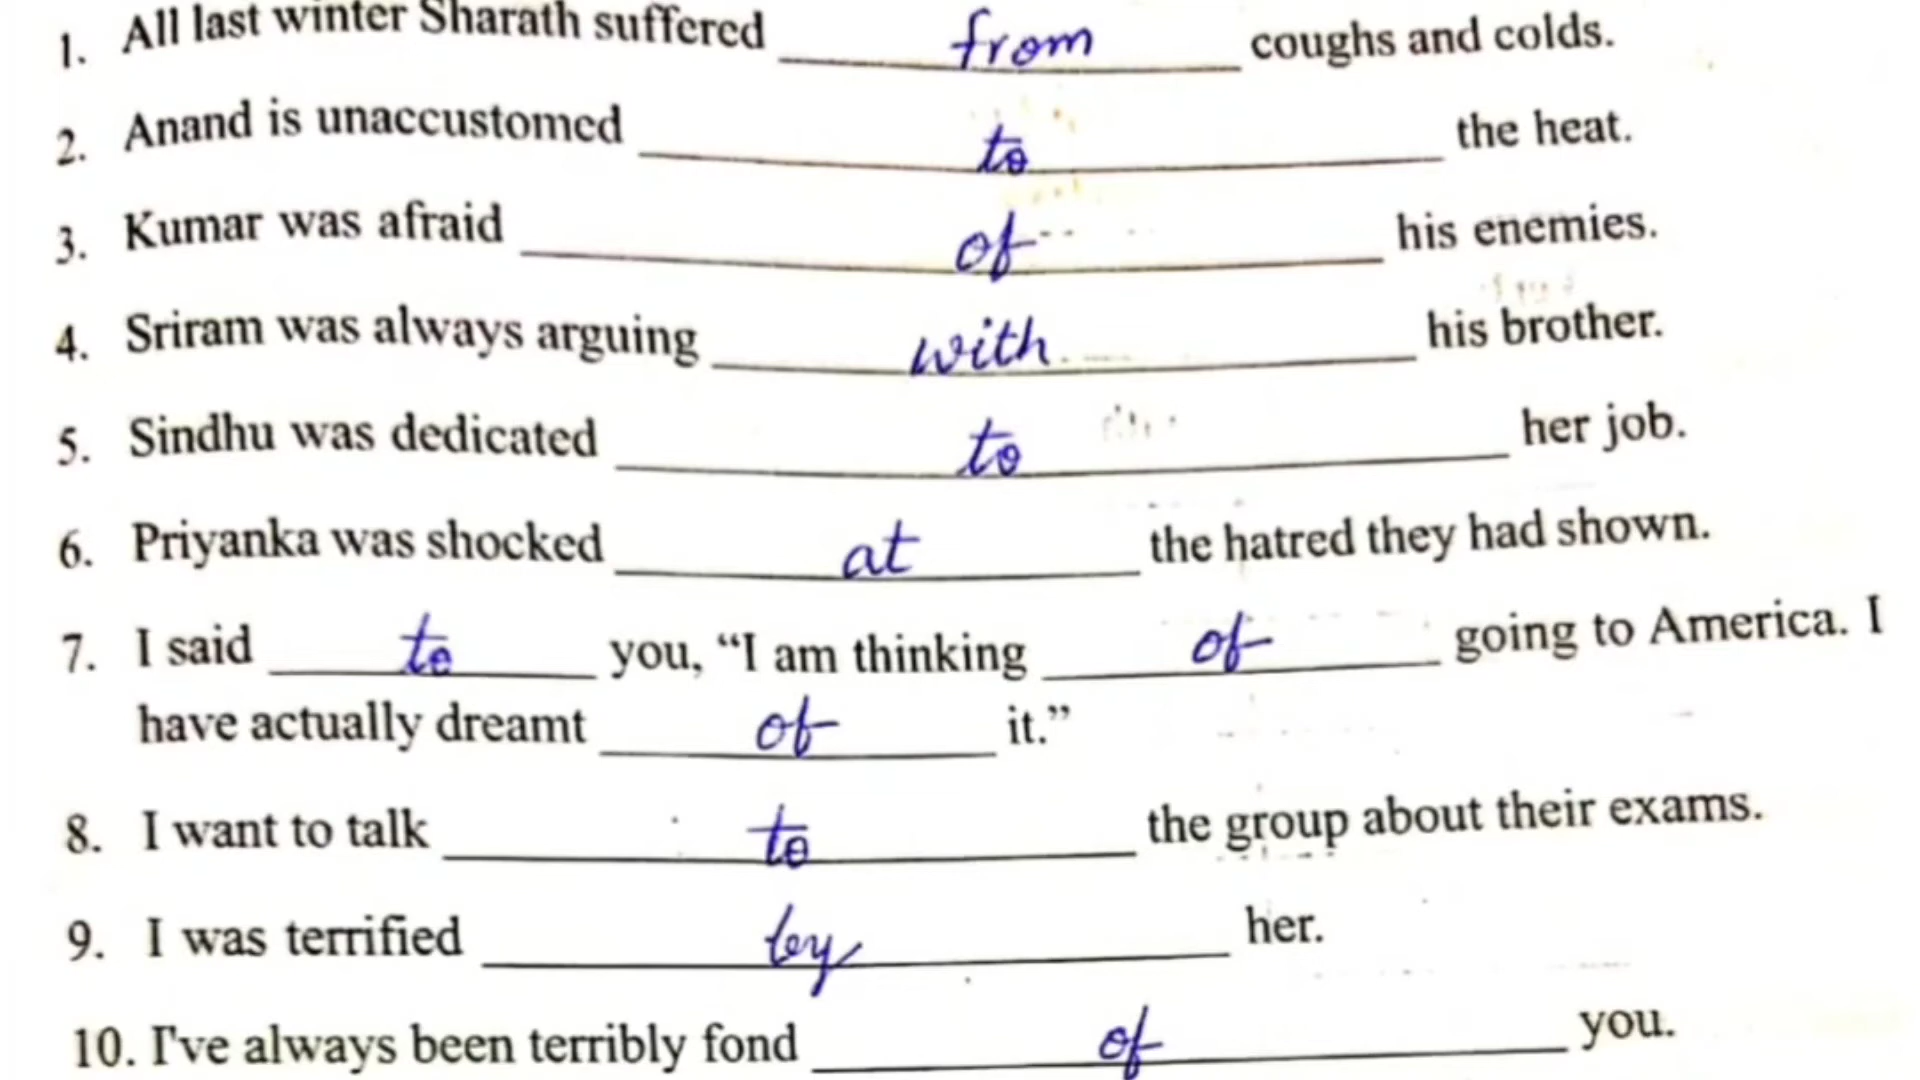 1. All last winter Sharath suffered from coughs and colds.
2. Anand is unaccustomed to the heat.
3. Kumar was afraid of his enemies.
4. Sriram was always arguing with his brother.
5. Sindhu was dedicated to her job.
6. Priyanka was shocked at the hatred they had shown.
7. I said to you, “I am thinking of going to America. I
have actually dreamt of it.”
8. I want to talk to the group about their exams.
9. I was terrified by her.
10. I've always been terribly fond of you.